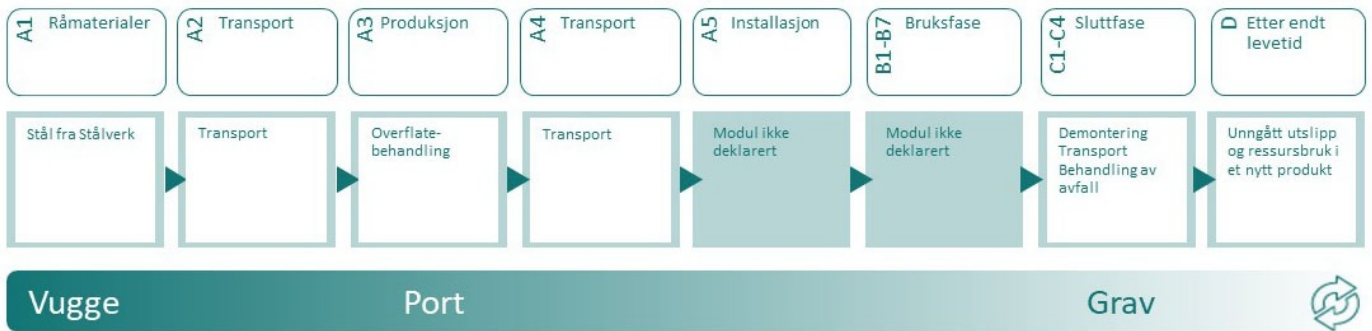 A1 Råmaterialer
A2 Transport
A3 Produksjon
A4 Transport
A5 Installasjon
B1-B7 Bruksfase
C1-C4 Sluttfase
D Etter endt
levetid
Stål fra Stålverk
Transport
Overflate-
behandling
Transport
Modul ikke
deklarert
Modul ikke
deklarert
Demontering
Transport
Behandling av
avfall
Unngått utslipp
og ressursbruk i
et nytt produkt
Vugge
Port
Grav